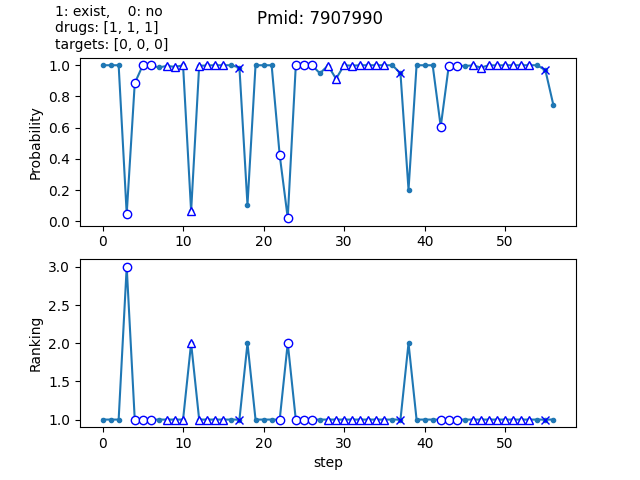 1: exist,    0: no
drugs: [1, 1, 1]
targets: [0, 0, 0]
Pmid: 7907990
1.0
0.8
0.6
0.4
0.2
0.0
Probability
0 10 20 30 40 50
3.0
2.5
2.0
1.5
1.0
Ranking
0 10 20 30 40 50
step